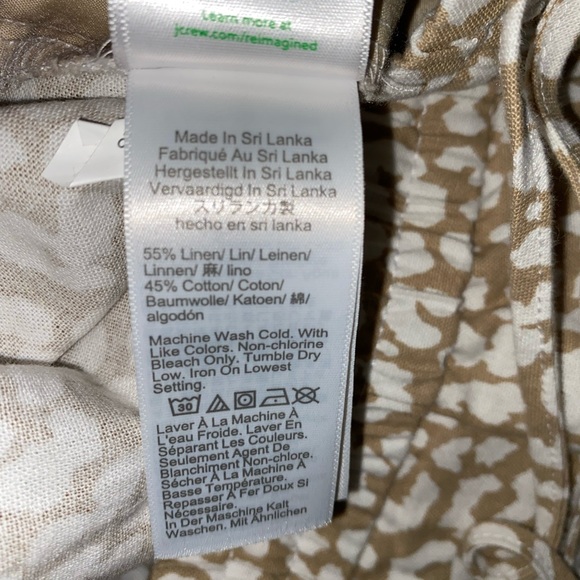 Learn more at
jcrew.com/reimagined
Made In Sri Lanka
Fabriqué Au Sri Lanka
Hergestellt In Sri Lanka
Vervaardigd In Sri Lanka
スリランカ製
hecho en sri lanka
55% Linen/ Lin/ Leinen/
Linnen/ 麻/ lino
45% Cotton/ Coton/
Baumwolle/ Katoen/ 綿/
algodón
Machine Wash Cold. With
Like Colors. Non-chlorine
Bleach Only. Tumble Dry
Low. Iron On Lowest
Setting.
30
Laver À La Machine À
L'eau Froide. Laver En
Séparant Les Couleurs.
Seulement Agent De
Blanchiment Non-chlore.
Sécher À La Machine À
Basse Température.
Repasser À Fer Doux Si
Nécessaire.
In Der Maschine Kalt
Waschen, Mit Ähnlichen